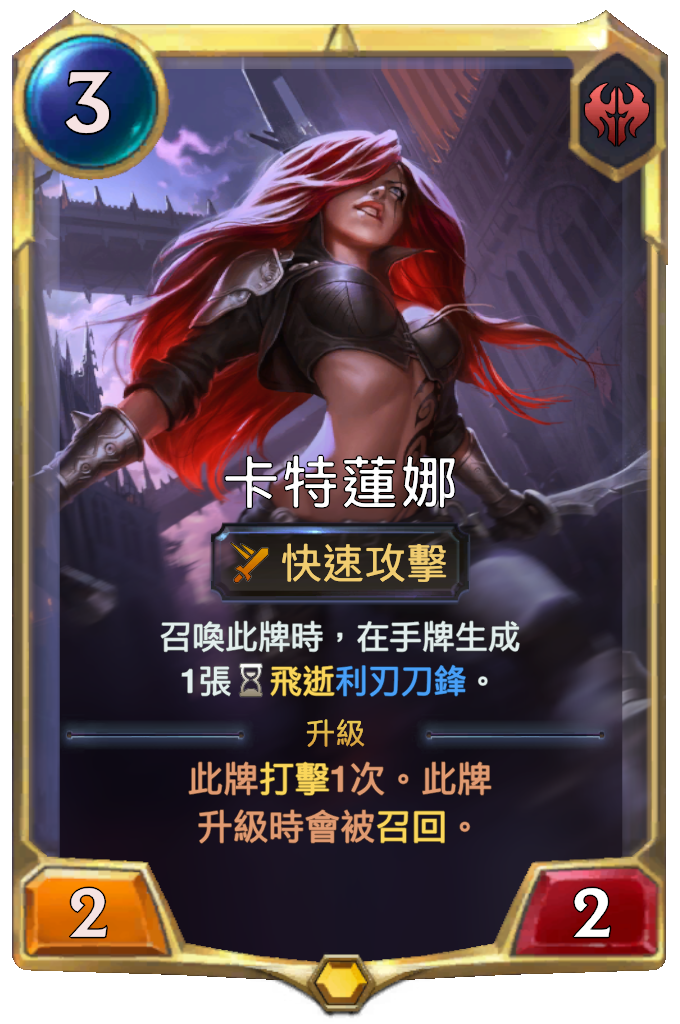 3
卡特蓮娜
快速攻擊
召喚此牌時，在手牌生成
1張飛逝利刃刀鋒。
升級
此牌打擊1次。此牌
升級時會被召回。
2
2